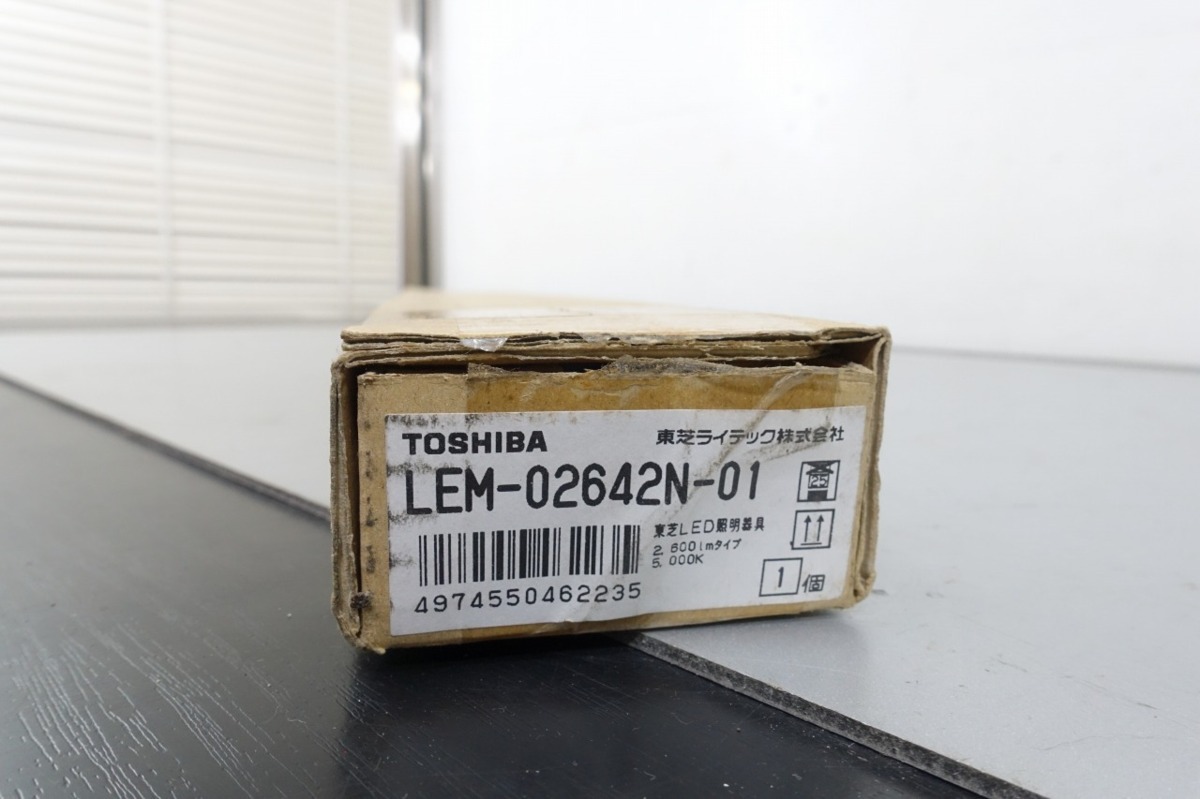 TOSHIBA
東芝ライテック株式会社
LEM-02642N-01
25
東芝LED照明器具
2,600lmタイプ
5,000K
1個
4974550462235